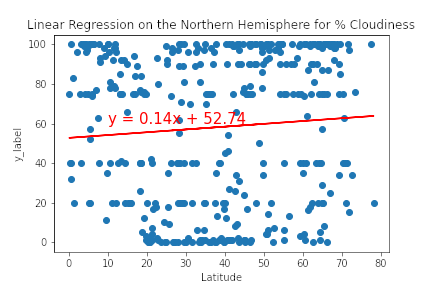 Linear Regression on the Northern Hemisphere for % Cloudiness
100
80
60
40
20
0
y_label
y = 0.14x + 52.74
0 10 20 30 40 50 60 70 80
Latitude